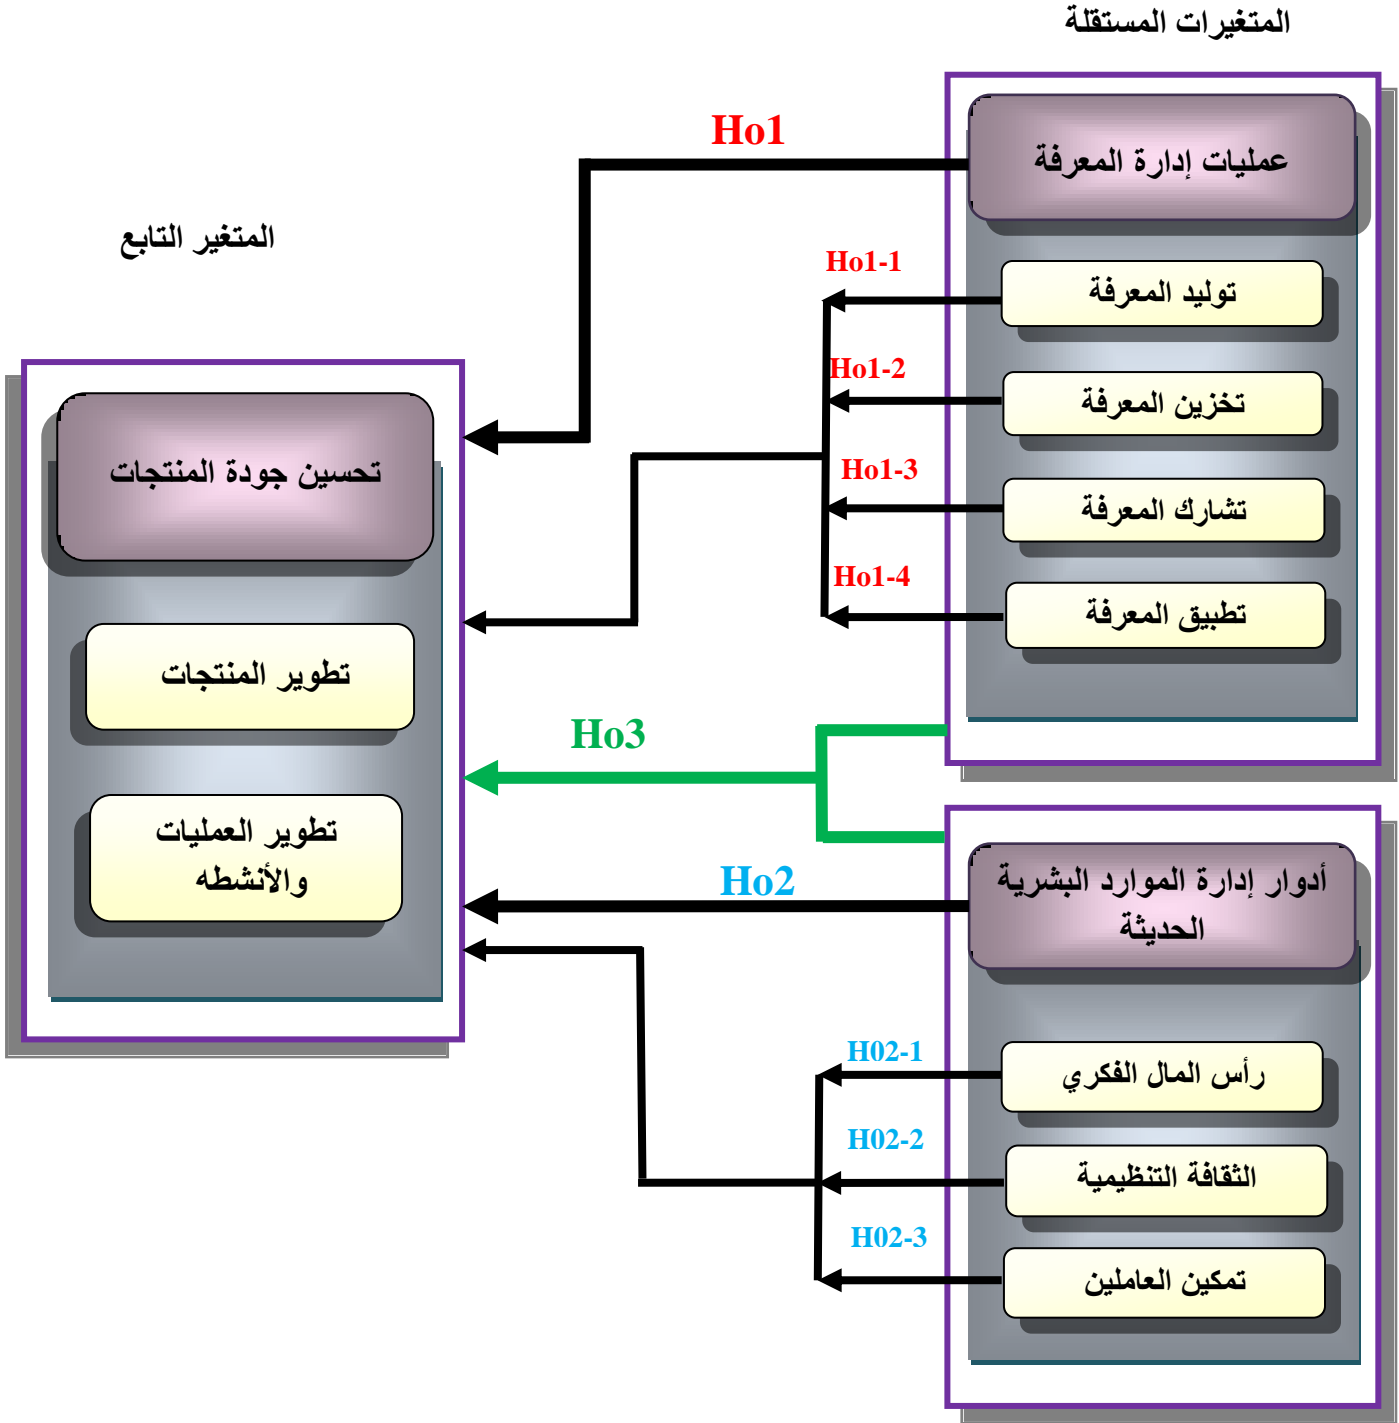 المتغيرات المستقلة
عمليات إدارة المعرفة
Ho1
Ho1-1
توليد المعرفة
Ho1-2
تخزين المعرفة
Ho1-3
تشارك المعرفة
Ho1-4
تطبيق المعرفة
Ho3
أدوار إدارة الموارد البشرية
الحديثة
Ho2
H02-1
رأس المال الفكري
H02-2
الثقافة التنظيمية
H02-3
تمكين العاملين
المتغير التابع
تحسين جودة المنتجات
تطوير المنتجات
تطوير العمليات
والأنشطه